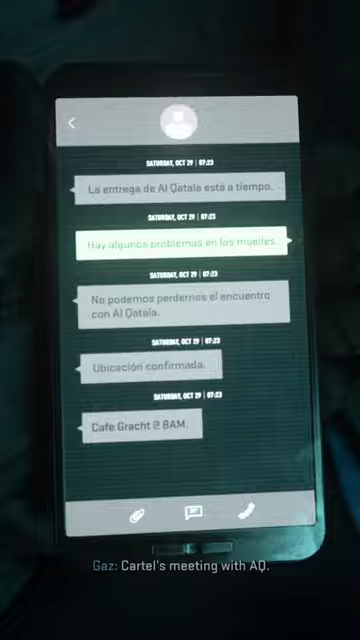 SATURDAY, OCT 29 | 07:23
La entrega de Al Qatala está a tiempo.
SATURDAY, OCT 29 | 07:23
Hay algunos problemas en los muelles.
SATURDAY, OCT 29 | 07:23
No podemos perdernos el encuentro
con Al Qatala.
SATURDAY, OCT 29 | 07:23
Ubicación confirmada.
SATURDAY, OCT 29 | 07:23
Cafe Gracht @ 8AM.
Gaz: Cartel's meeting with AQ.